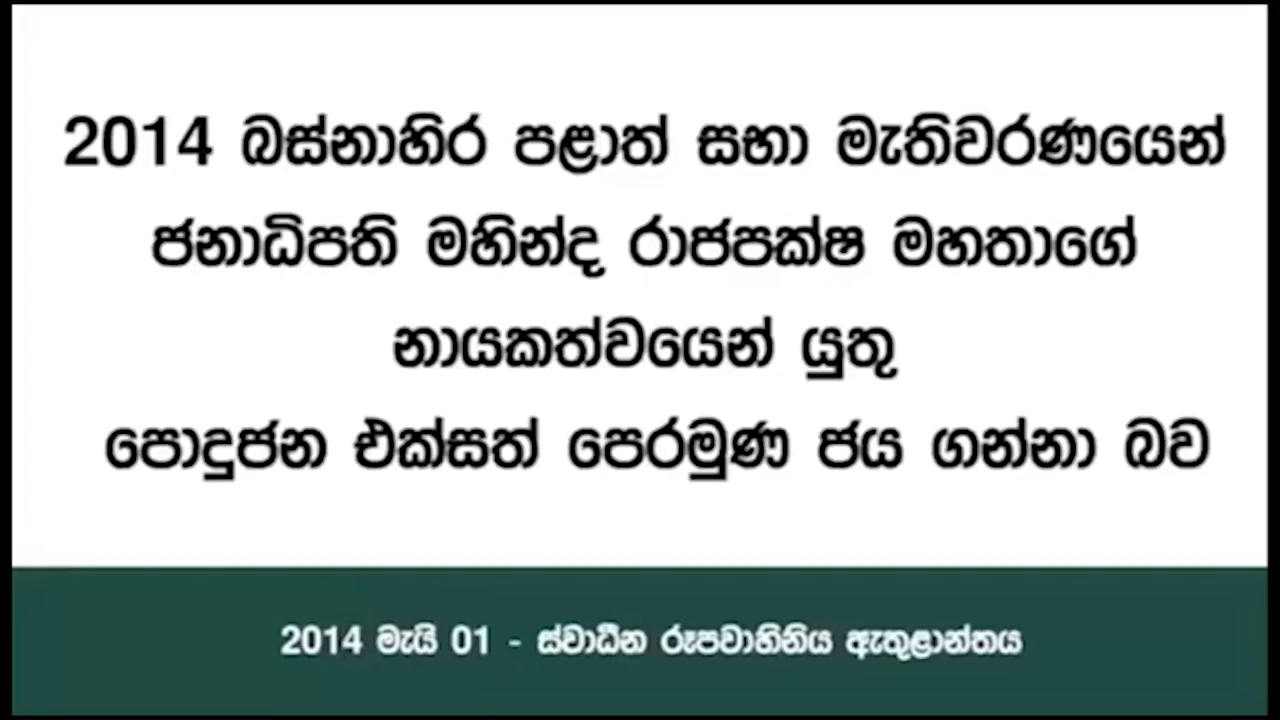 2014 බස්නාහිර පළාත් සභා මැතිවරණයෙන්
ජනාධිපති මහින්ද රාජපක්ෂ මහතාගේ
නායකත්වයෙන් යුතු
පොදුජන එක්සත් පෙරමුණ ජය ගන්නා බව
2014 මැයි 01 - ස්වාධීන රූපවාහිනිය ඇතුළාන්තය